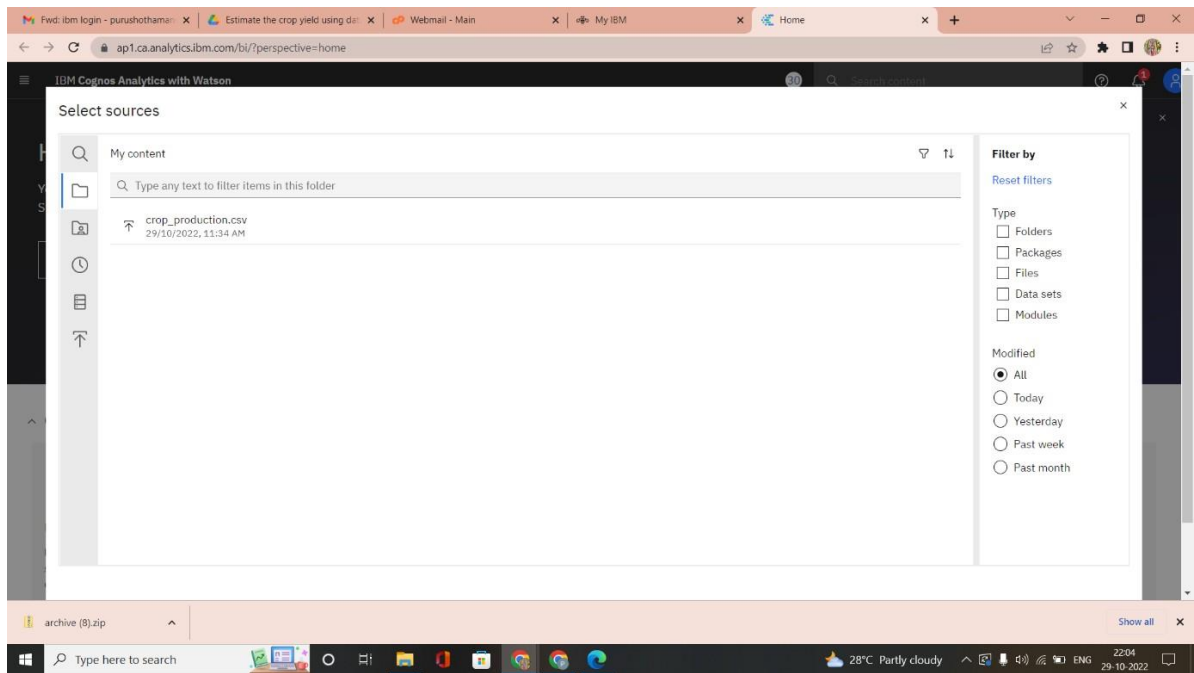 Fwd: ibm login - purushothaman
Estimate the crop yield using dat
Webmail - Main
My IBM
Home
ap1.ca.analytics.ibm.com/bi/?perspective=home
IBM Cognos Analytics with Watson
30
Search content
1
Select sources
My content
Type any text to filter items in this folder
crop_production.csv
29/10/2022, 11:34 AM
Filter by
Reset filters
Type
Folders
Packages
Files
Data sets
Modules
Modified
All
Today
Yesterday
Past week
Past month
archive (8).zip
Show all
Type here to search
28°C Partly cloudy
ENG
22:04
29-10-2022